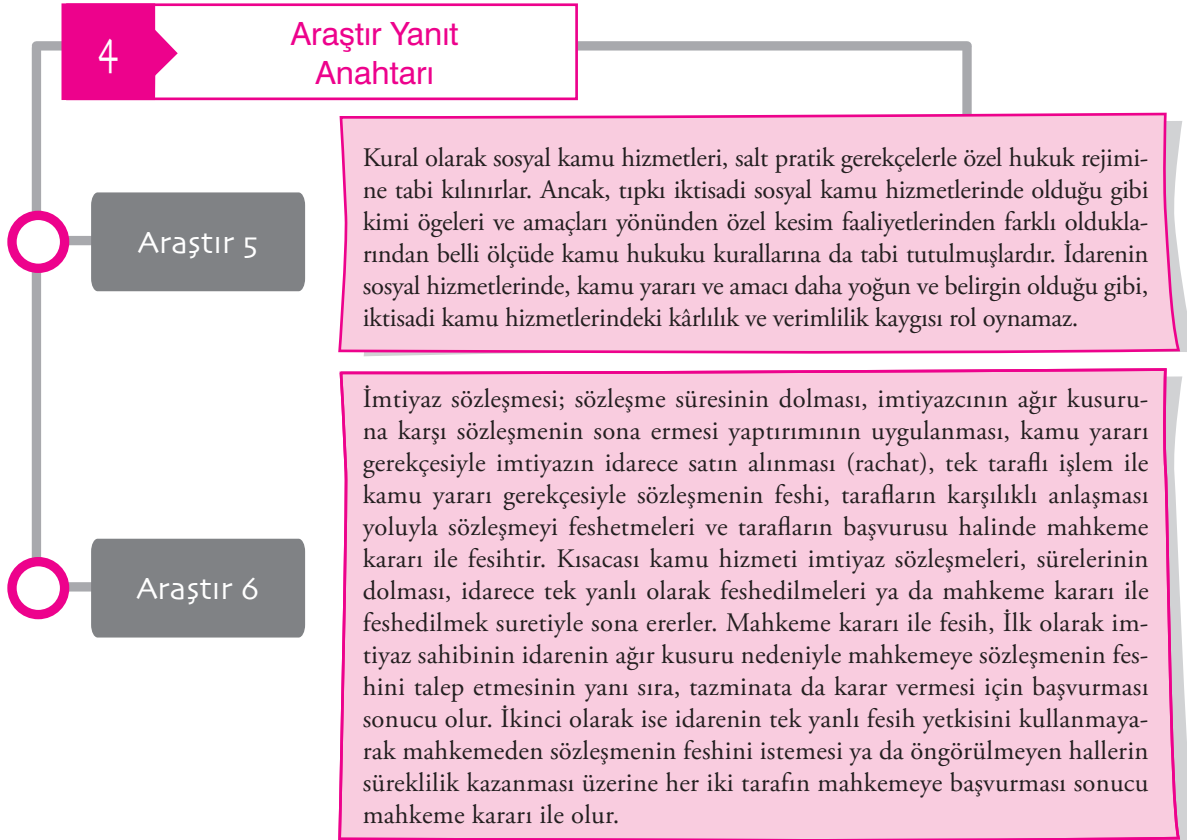 4
Araştır Yanıt
Anahtarı
Araştır 5
Kural olarak sosyal kamu hizmetleri, salt pratik gerekçelerle özel hukuk rejimi-
ne tabi kılınırlar. Ancak, tıpkı iktisadi sosyal kamu hizmetlerinde olduğu gibi
kimi ögeleri ve amaçları yönünden özel kesim faaliyetlerinden farklı oldukla-
rından belli ölçüde kamu hukuku kurallarına da tabi tutulmuşlardır. İdarenin
sosyal hizmetlerinde, kamu yararı ve amacı daha yoğun ve belirgin olduğu gibi,
iktisadi kamu hizmetlerindeki kârlılık ve verimlilik kaygısı rol oynamaz.
Araştır 6
İmtiyaz sözleşmesi; sözleşme süresinin dolması, imtiyazcının ağır kusuru-
na karşı sözleşmenin sona ermesi yaptırımının uygulanması, kamu yararı
gerekçesiyle imtiyazın idarece satın alınması (rachat), tek taraflı işlem ile
kamu yararı gerekçesiyle sözleşmenin feshi, tarafların karşılıklı anlaşması
yoluyla sözleşmeyi feshetmeleri ve tarafların başvurusu halinde mahkeme
kararı ile fesihtir. Kısacası kamu hizmeti imtiyaz sözleşmeleri, sürelerinin
dolması, idarece tek yanlı olarak feshedilmeleri ya da mahkeme kararı ile
feshedilmek suretiyle sona ererler. Mahkeme kararı ile fesih, İlk olarak im-
tiyaz sahibinin idarenin ağır kusuru nedeniyle mahkemeye sözleşmenin fes-
hini talep etmesinin yanı sıra, tazminata da karar vermesi için başvurması
sonucu olur. İkinci olarak ise idarenin tek yanlı fesih yetkisini kullanmaya-
rak mahkemeden sözleşmenin feshini istemesi ya da öngörülmeyen hallerin
süreklilik kazanması üzerine her iki tarafın mahkemeye başvurması sonucu
mahkeme kararı ile olur.